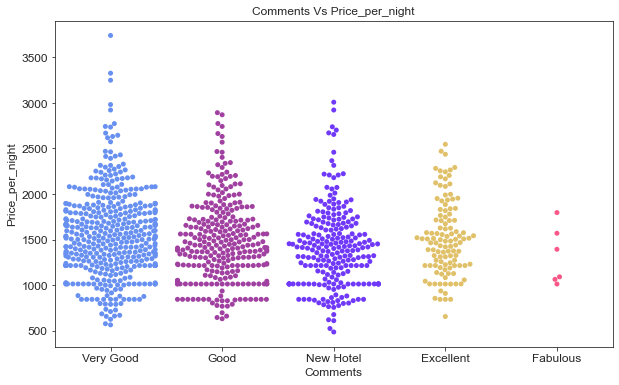 Comments Vs Price_per_night
Price_per_night
3500
3000
2500
2000
1500
1000
500
Very Good Good New Hotel Excellent Fabulous
Comments